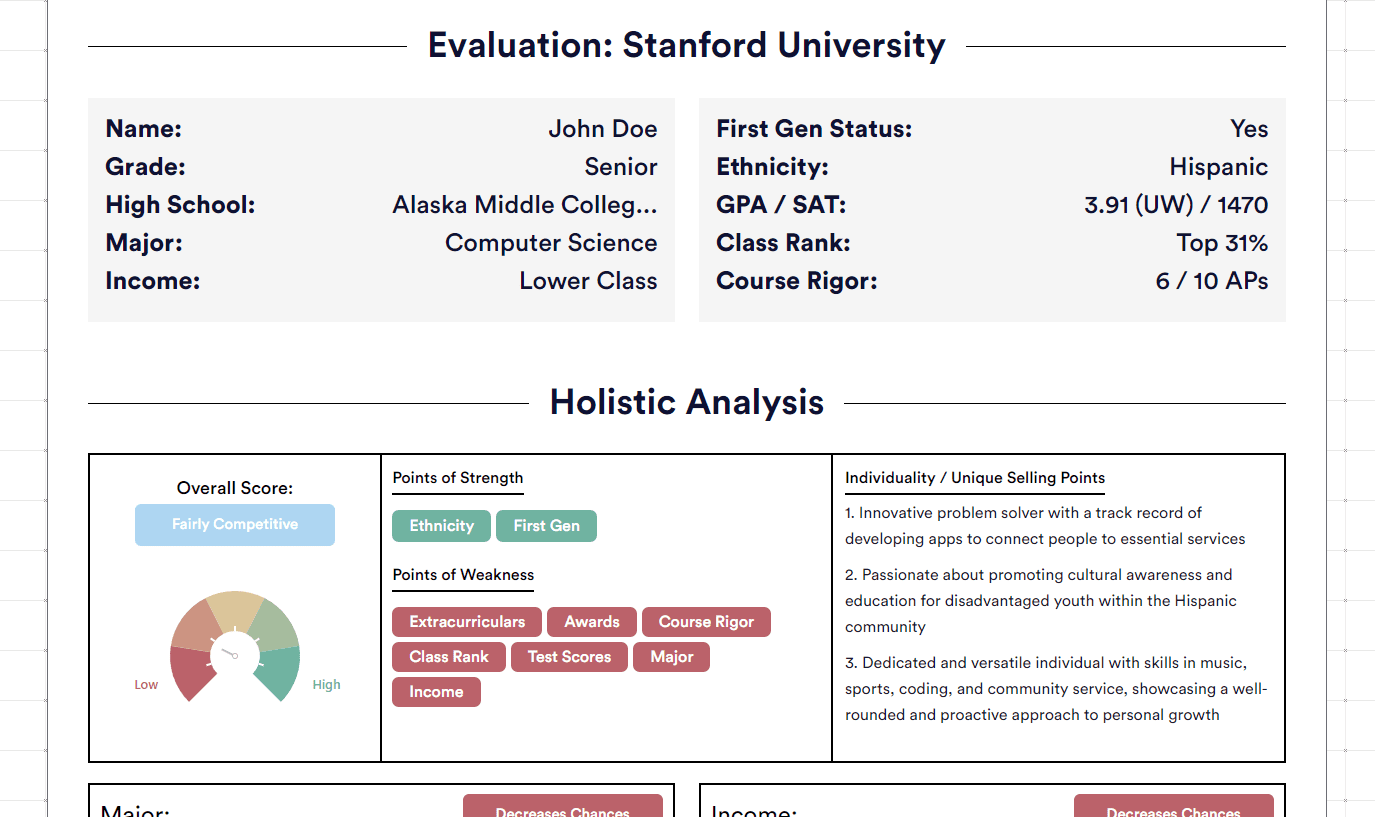 Evaluation: Stanford University
Name: John Doe
Grade: Senior
High School: Alaska Middle Colleg...
Major: Computer Science
Income: Lower Class
First Gen Status: Yes
Ethnicity: Hispanic
GPA / SAT: 3.91 (UW) / 1470
Class Rank: Top 31%
Course Rigor: 6 / 10 APs
Holistic Analysis
Overall Score:
Fairly Competitive
Low High
Points of Strength
Ethnicity First Gen
Points of Weakness
Extracurriculars Awards Course Rigor
Class Rank Test Scores Major
Income
Individuality / Unique Selling Points
1. Innovative problem solver with a track record of
developing apps to connect people to essential services
2. Passionate about promoting cultural awareness and
education for disadvantaged youth within the Hispanic
community
3. Dedicated and versatile individual with skills in music,
sports, coding, and community service, showcasing a well-
rounded and proactive approach to personal growth
Major: Decreases Chances
Income: Decreases Chances